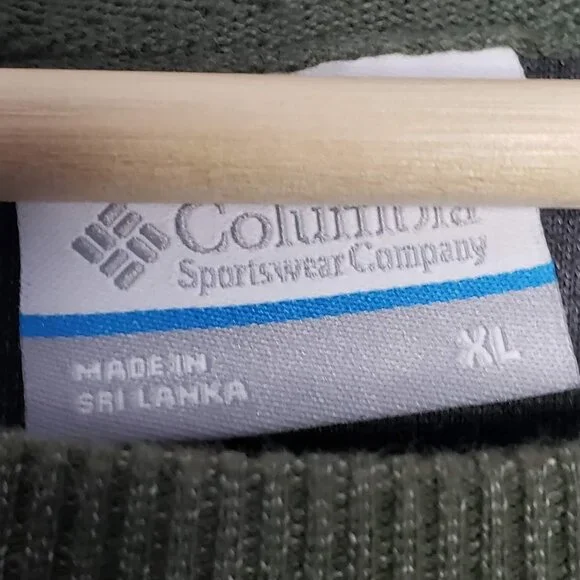 Columbia
Sportswear Company
XL
MADE IN
SRI LANKA